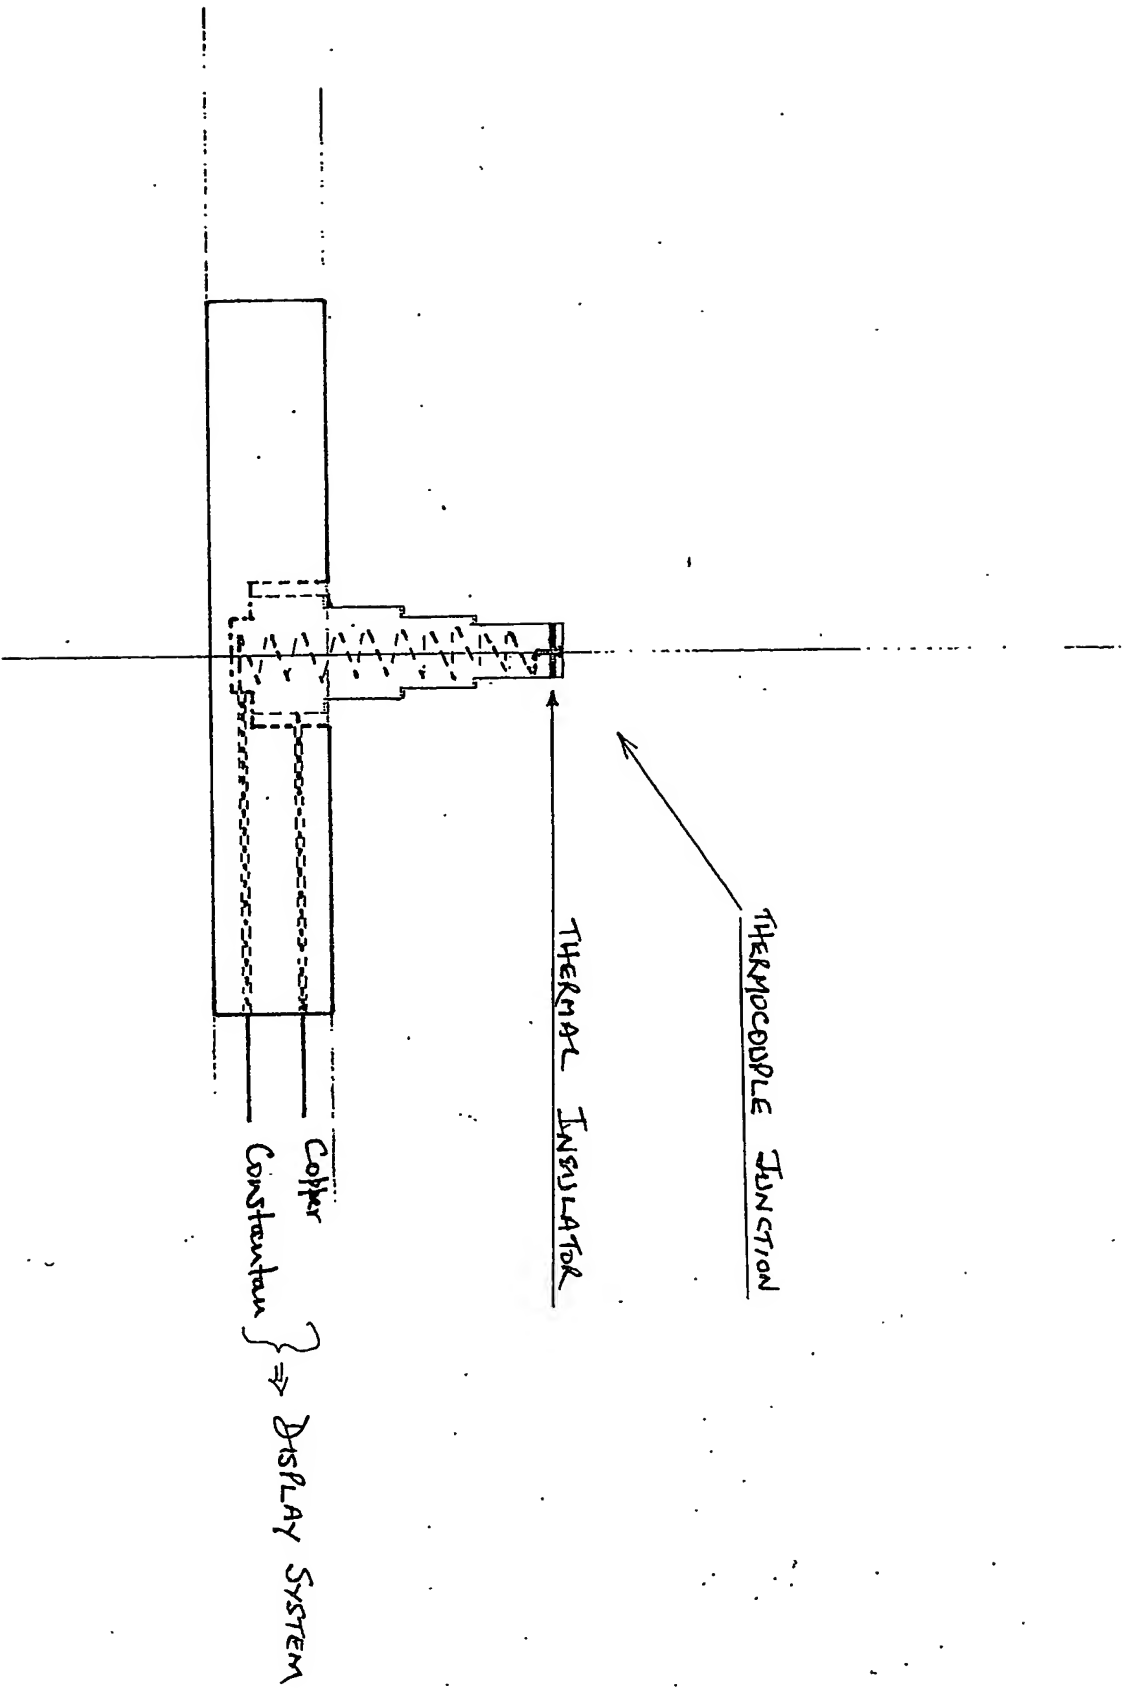 THERMOCOUPLE JUNCTION
THERMAL INSULATOR
Copper
Constantan } ⇒ DISPLAY SYSTEM